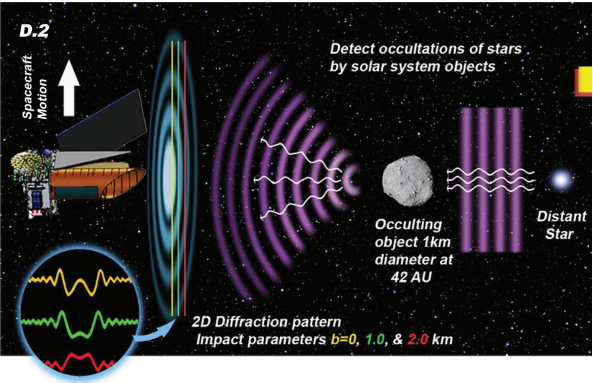 D.2
Spacecraft
Motion
Detect occultations of stars
by solar system objects
Occulting
object 1km
diameter at
42 AU
Distant
Star
2D Diffraction pattern
Impact parameters b=0, 1.0, & 2.0 km